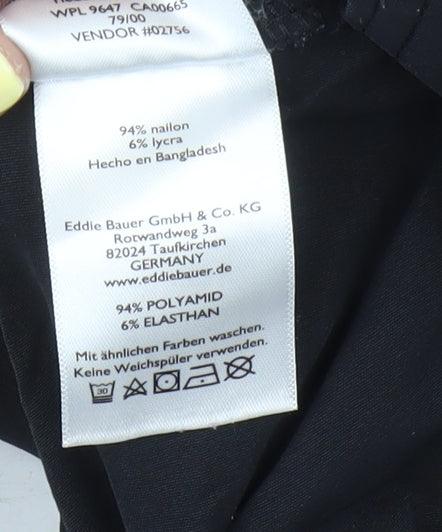 WPL 9647 CA00665
79/00
VENDOR #02756
94% nailon
6% lycra
Hecho en Bangladesh
Eddie Bauer GmbH & Co. KG
Rotwandweg 3a
82024 Taufkirchen
GERMANY
www.eddiebauer.de
94% POLYAMID
6% ELASTHAN
Mit ähnlichen Farben waschen.
Keine Weichspüler verwenden.
30